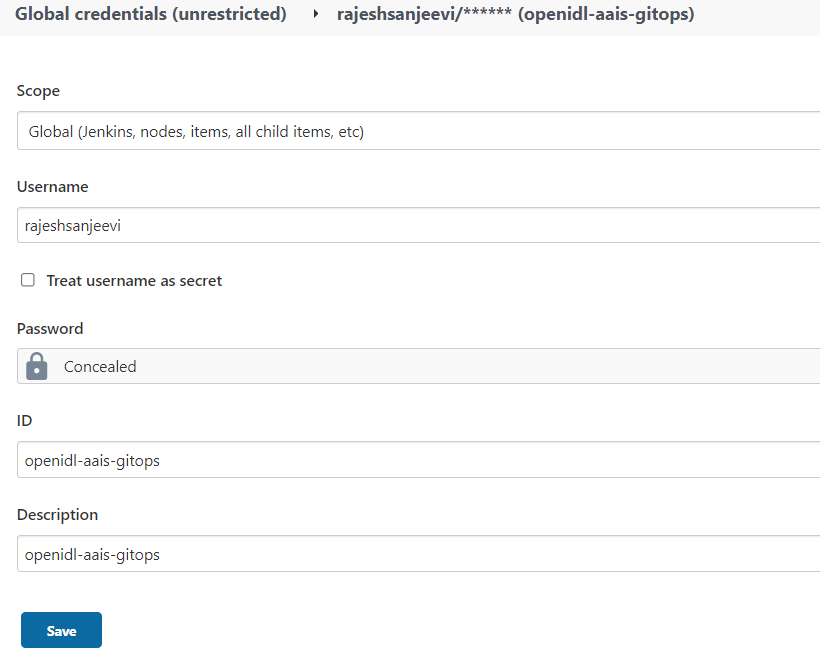 Global credentials (unrestricted) ‣ rajeshsanjeevi/****** (openidl-aais-gitops)
Scope
Global (Jenkins, nodes, items, all child items, etc)
Username
rajeshsanjeevi
Treat username as secret
Password
Concealed
ID
openidl-aais-gitops
Description
openidl-aais-gitops
Save